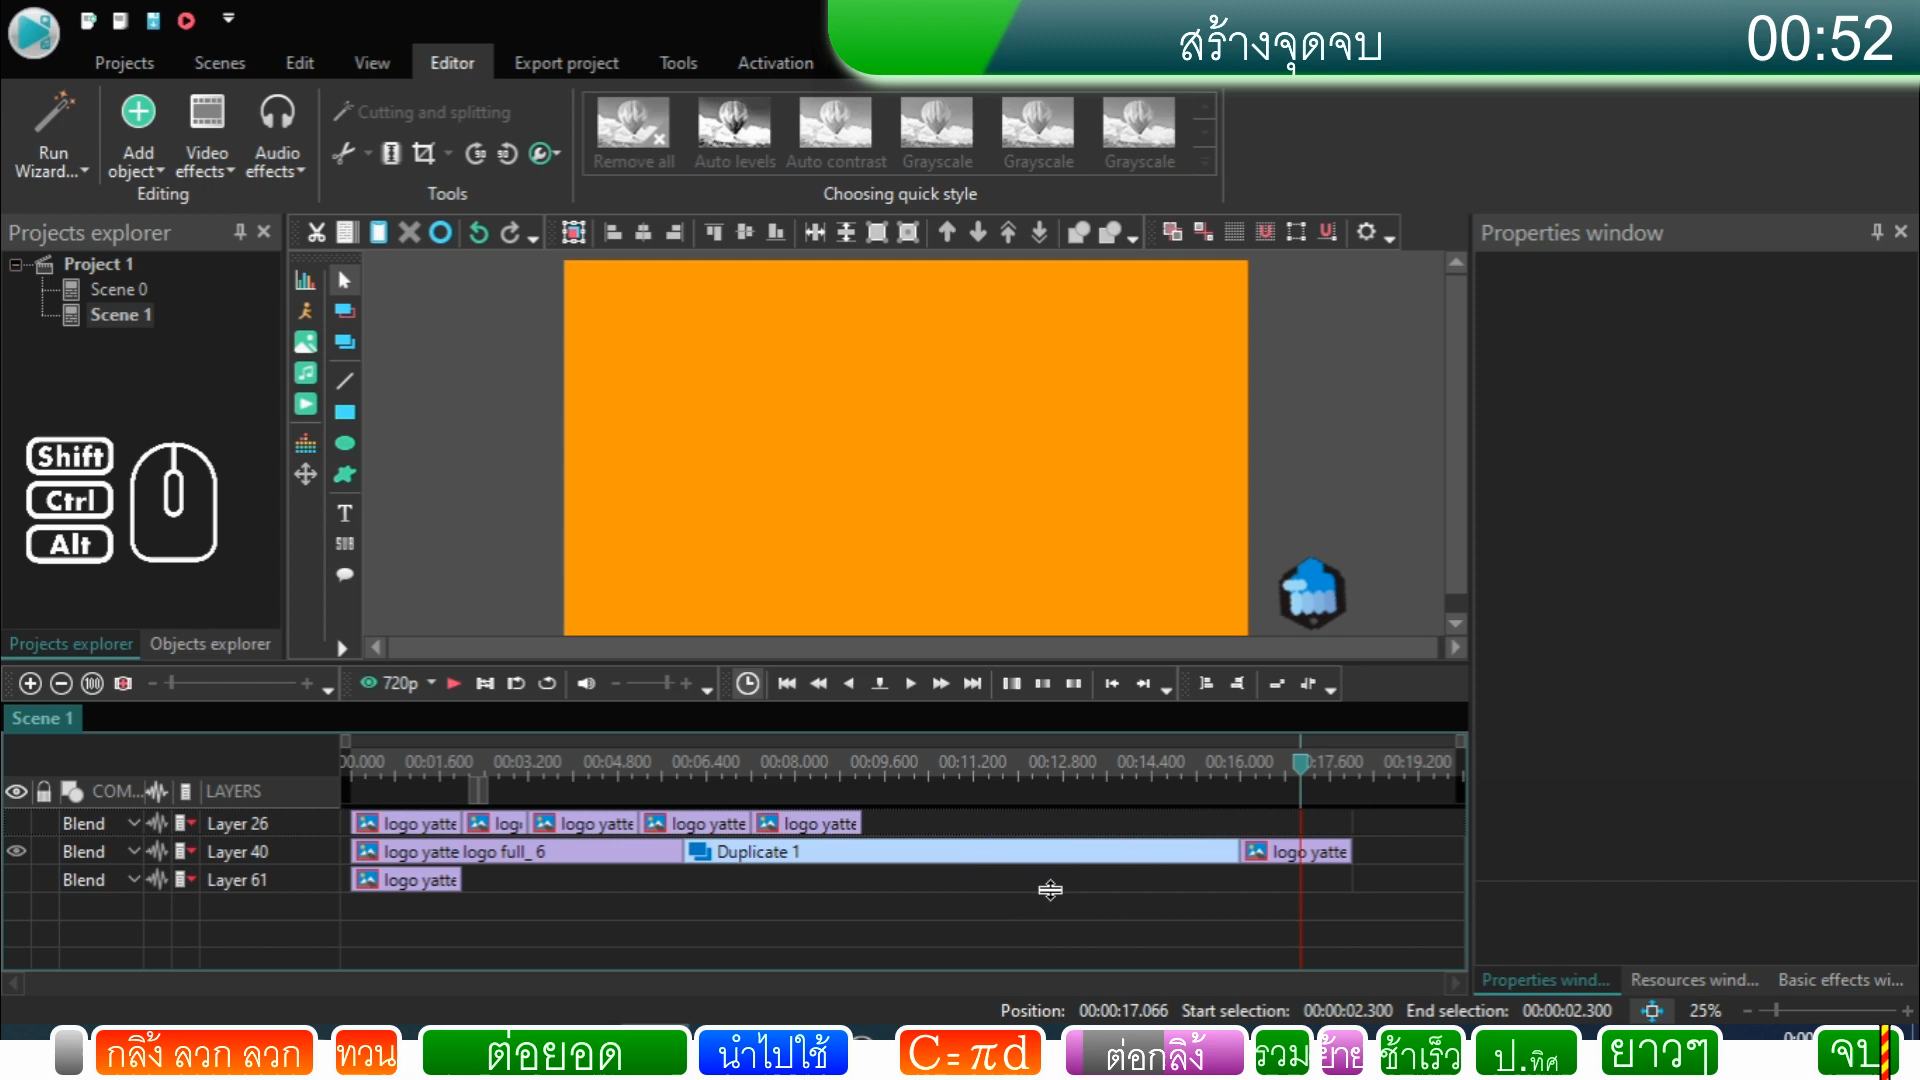 สร้างจุดจบ
00:52
Projects
Scenes
Edit
View
Editor
Export project
Tools
Activation
Run Wizard...
Add object
Video effects
Audio effects
Editing
Cutting and splitting
Tools
Remove all
Auto levels
Auto contrast
Grayscale
Grayscale
Grayscale
Choosing quick style
Projects explorer
Project 1
Scene 0
Scene 1
Shift
Ctrl
Alt
T
SUB
Projects explorer
Objects explorer
Properties window
720p
Scene 1
00.000 00:01.600 00:03.200 00:04.800 00:06.400 00:08.000 00:09.600 00:11.200 00:12.800 00:14.400 00:16.000 :17.600 00:19.200
COM...
LAYERS
Blend
Layer 26
logo yatte
logo
logo yatte
logo yatte
logo yatte
Blend
Layer 40
logo yatte logo full_ 6
Duplicate 1
logo yatte
Blend
Layer 61
logo yatte
Properties wind...
Resources wind...
Basic effects wi...
Position: 00:00:17.066 Start selection: 00:00:02.300 End selection: 00:00:02.300
25%
กลิ้ง ลวก ลวก
ทวน
ต่อยอด
นำไปใช้
C=πd
ต่อกลิ้ง
รวม
ย้าย
ช้าเร็ว
ป.ทิศ
ยาวๆ
จบ